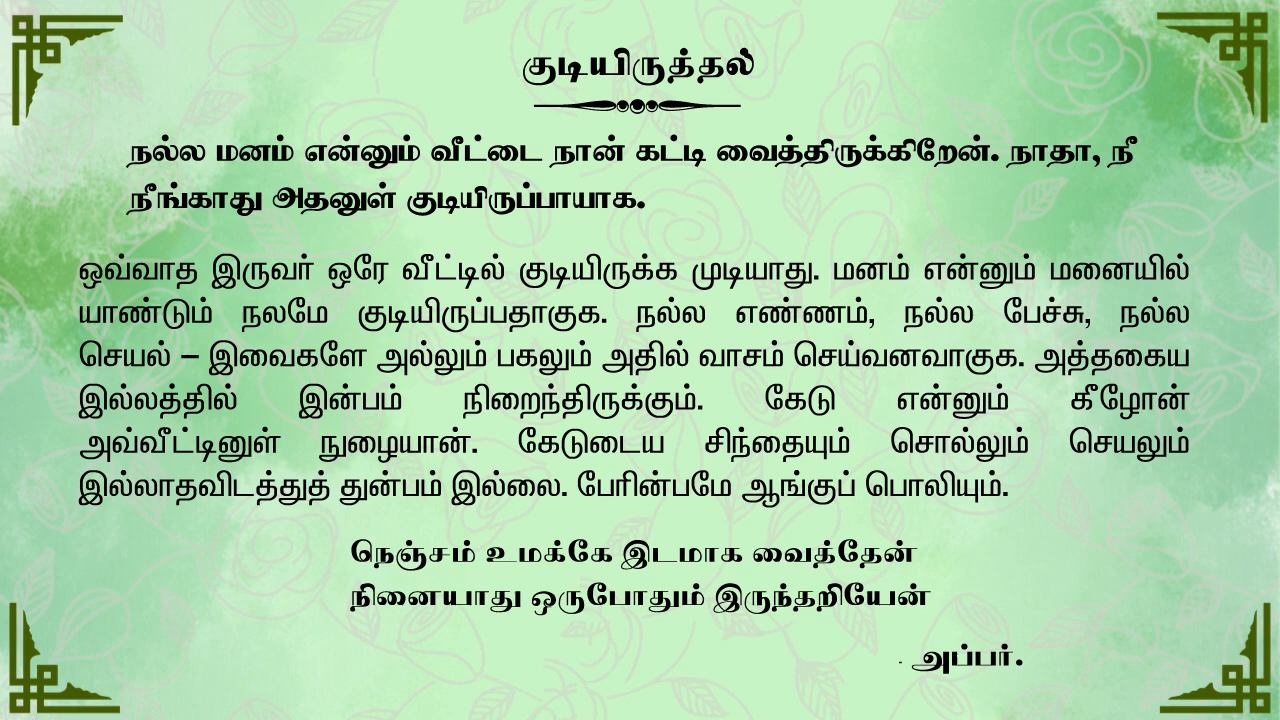 குடியிருத்தல்
நல்ல மனம் என்னும் வீட்டை நான் கட்டி வைத்திருக்கிறேன். நாதா, நீ
நீங்காது அதனுள் குடியிருப்பாயாக.
ஒவ்வாத இருவர் ஒரே வீட்டில் குடியிருக்க முடியாது. மனம் என்னும் மனையில்
யாண்டும் நலமே குடியிருப்பதாகுக. நல்ல எண்ணம், நல்ல பேச்சு, நல்ல
செயல் – இவைகளே அல்லும் பகலும் அதில் வாசம் செய்வனவாகுக. அத்தகைய
இல்லத்தில் இன்பம் நிறைந்திருக்கும். கேடு என்னும் கீழோன்
அவ்வீட்டினுள் நுழையான். கேடுடைய சிந்தையும் சொல்லும் செயலும்
இல்லாதவிடத்துத் துன்பம் இல்லை. பேரின்பமே ஆங்குப் பொலியும்.
நெஞ்சம் உமக்கே இடமாக வைத்தேன்
நினையாது ஒருபோதும் இருந்தறியேன்
- அப்பர்.